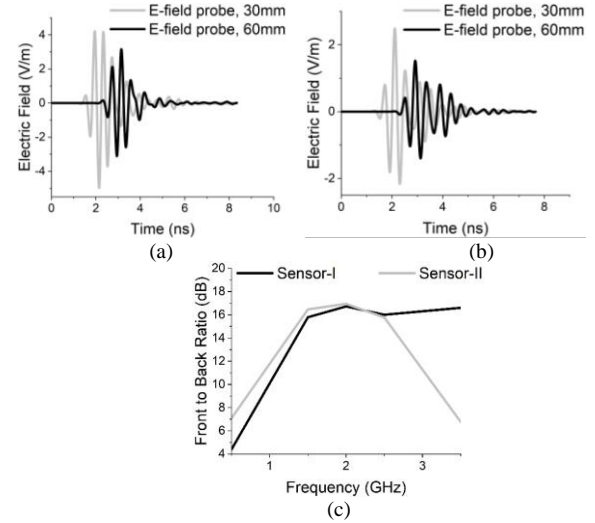 E-field probe, 30mm
E-field probe, 60mm
Electric Field (V/m)
4
2
0
-2
-4
0 2 4 6 8 10
Time (ns)
(a)
E-field probe, 30mm
E-field probe, 60mm
Electric Field (V/m)
2
0
-2
0 2 4 6 8
Time (ns)
(b)
Sensor-I Sensor-II
Front to Back Ratio (dB)
20
18
16
14
12
10
8
6
4
1 2 3
Frequency (GHz)
(c)